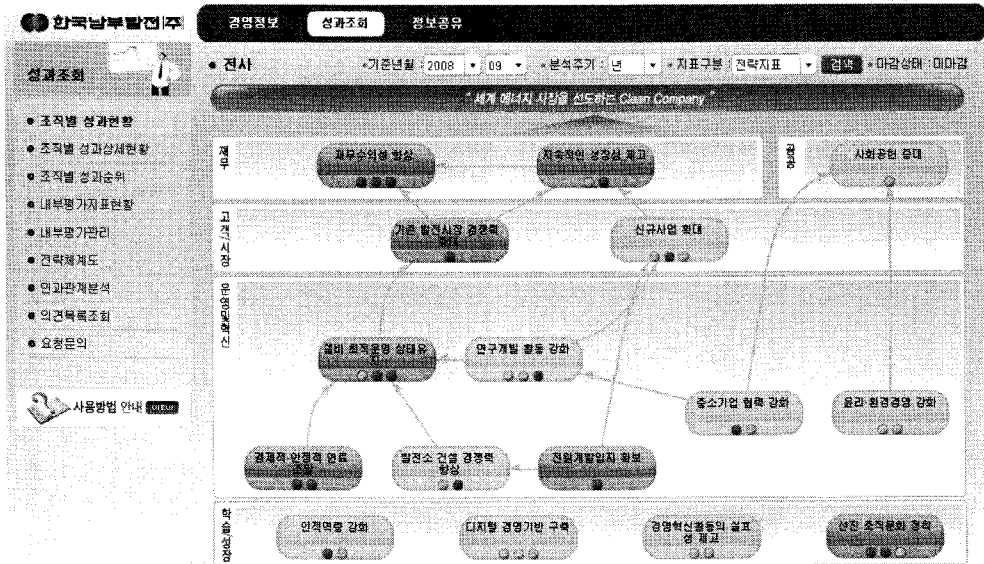 한국남부발전(주)
경영정보 성과조회 정보공유
성과조회
• 전사
•기준년월 : 2008 09 •분석주기 : 년 •지표구분 : 전략지표 검색 •마감상태 : 미마감
" 세계 에너지 시장을 선도하는 Clean Company "
• 조직별 성과현황
• 조직별 성과상세현황
• 조직별 성과순위
• 내부평가지표현황
• 내부평가관리
• 전략체계도
• 인과관계분석
• 의견목록조회
• 요청문의
사용방법 안내 VIEW
재무
재무수익성 향상
지속적인 성장성 제고
공공
사회공헌 증대
고객/시장
기존 발전시장 경쟁력
확대
신규사업 확대
운영및혁신
설비 최적운영 상태유
지
연구개발 활동 강화
중소기업 협력 강화
윤리·환경경영 강화
경제적·안정적 연료
조달
발전소 건설 경쟁력
향상
전원개발입지 확보
학습/성장
인적역량 강화
디지털 경영기반 구축
경영혁신활동의 실효
성 제고
선진 조직문화 정착